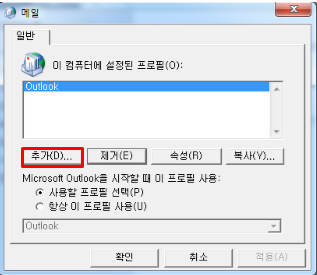 메일
일반
이 컴퓨터에 설정된 프로필(O):
Outlook
추가(D)...
제거(E)
속성(R)
복사(Y)...
Microsoft Outlook을 시작할 때 이 프로필 사용:
사용할 프로필 선택(P)
항상 이 프로필 사용(U)
Outlook
확인
취소
적용(A)